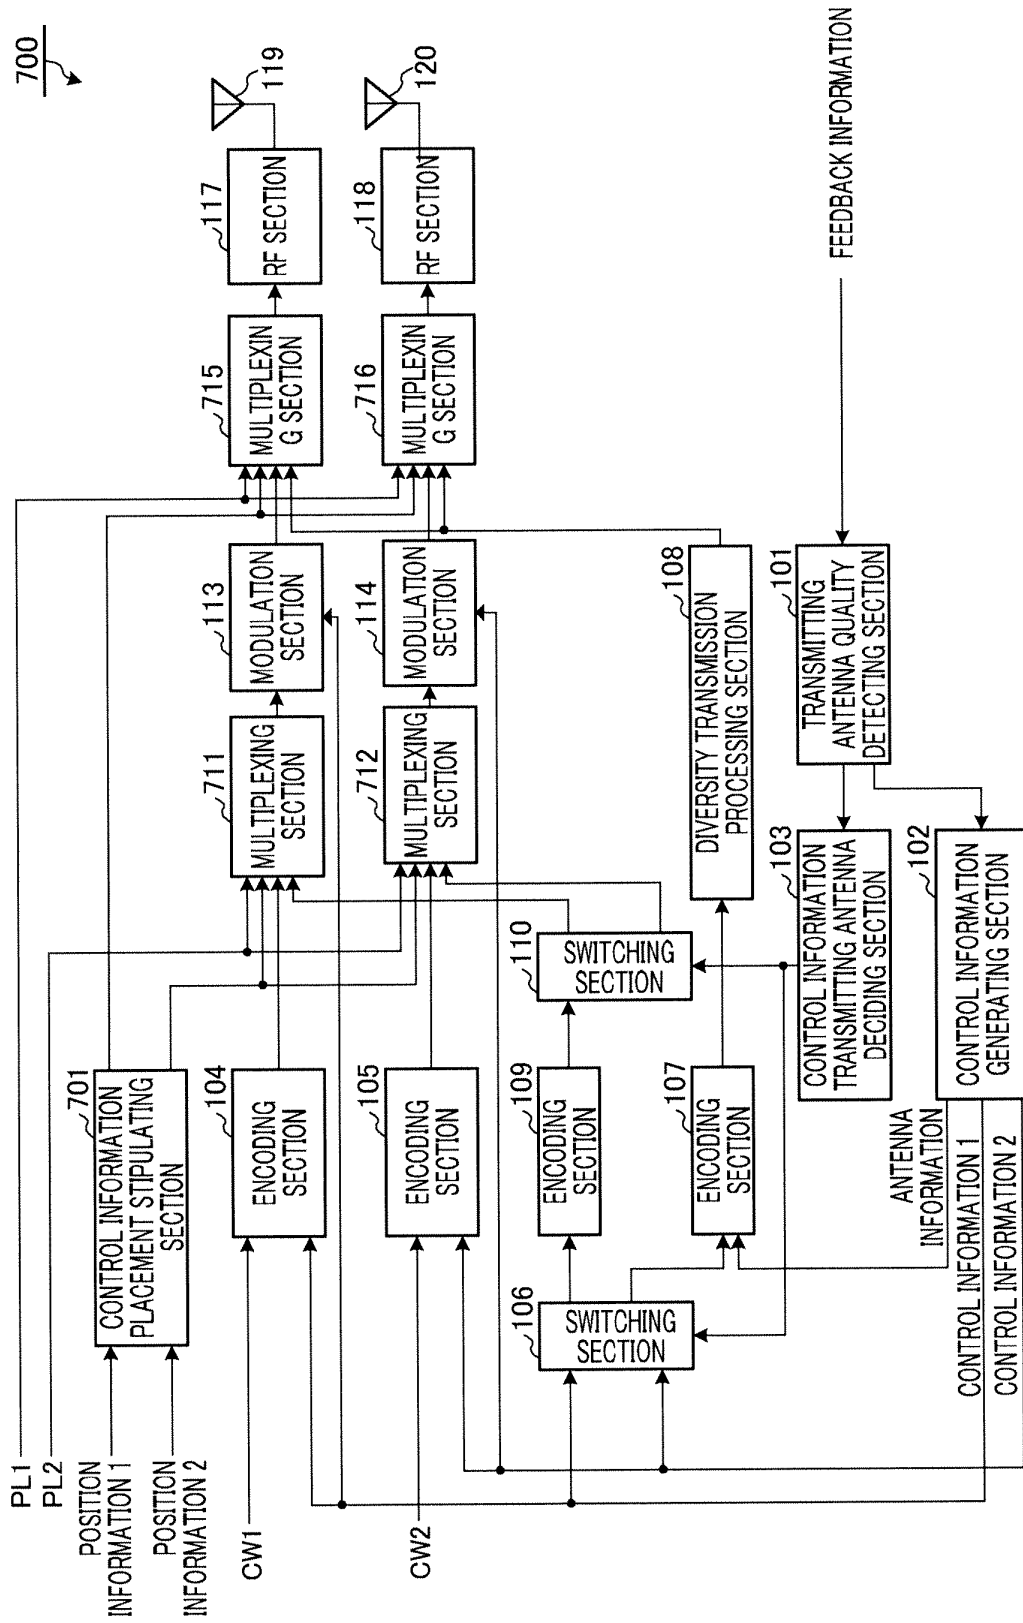 700
PL1
PL2
POSITION
INFORMATION 1
POSITION
INFORMATION 2
701
CONTROL INFORMATION
PLACEMENT STIPULATING
SECTION
CW1
104
ENCODING
SECTION
711
MULTIPLEXING
SECTION
113
MODULATION
SECTION
715
MULTIPLEXIN
G SECTION
117
RF SECTION
119
CW2
105
ENCODING
SECTION
712
MULTIPLEXING
SECTION
114
MODULATION
SECTION
716
MULTIPLEXIN
G SECTION
118
RF SECTION
120
106
SWITCHING
SECTION
109
ENCODING
SECTION
110
SWITCHING
SECTION
107
ENCODING
SECTION
108
DIVERSITY TRANSMISSION
PROCESSING SECTION
103
CONTROL INFORMATION
TRANSMITTING ANTENNA
DECIDING SECTION
101
TRANSMITTING
ANTENNA QUALITY
DETECTING SECTION
FEEDBACK INFORMATION
ANTENNA
INFORMATION
CONTROL INFORMATION 1
CONTROL INFORMATION 2
102
CONTROL INFORMATION
GENERATING SECTION